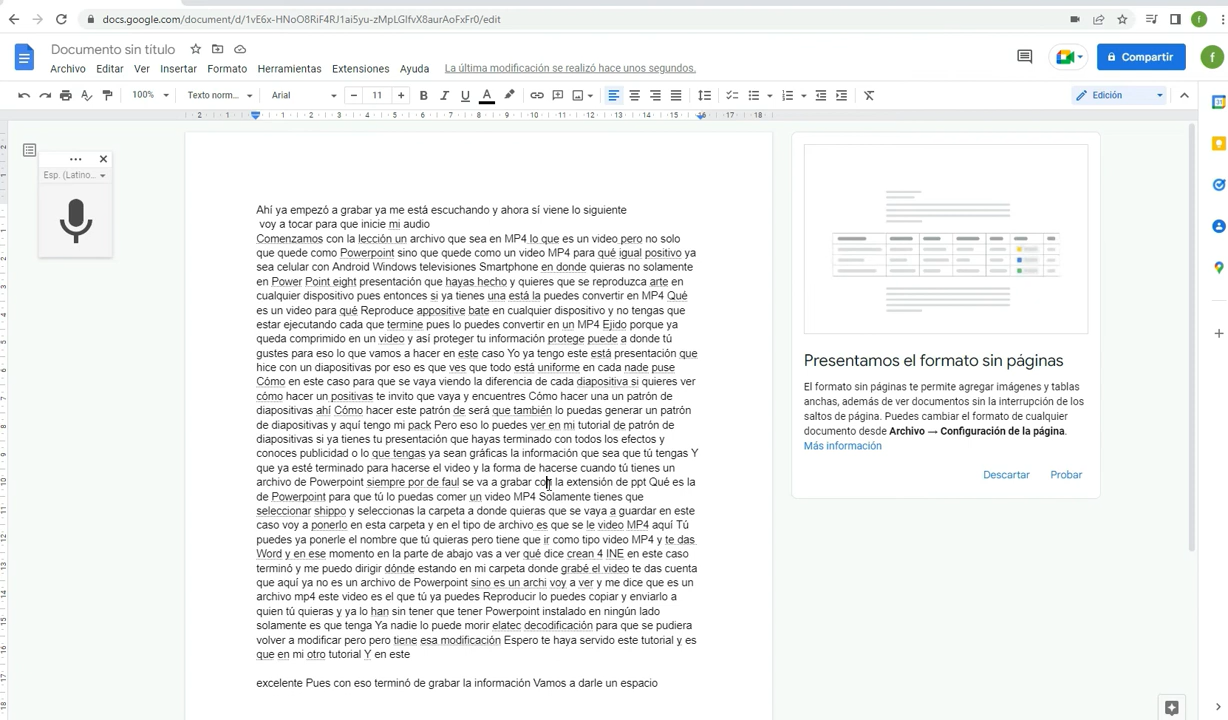 docs.google.com/document/d/1vE6x-HNoO8RiF4RJ1ai5yu-zMpLGlfvX8aurAoFxFr0/edit
Documento sin título
Archivo Editar Ver Insertar Formato Herramientas Extensiones Ayuda La última modificación se realizó hace unos segundos.
Compartir
f
100% Texto norm... Arial 11
Edición
Esp. (Latino...
Ahí ya empezó a grabar ya me está escuchando y ahora sí viene lo siguiente
voy a tocar para que inicie mi audio
Comenzamos con la lección un archivo que sea en MP4 lo que es un video pero no solo
que quede como Powerpoint sino que quede como un video MP4 para qué igual positivo ya
sea celular con Android Windows televisiones Smartphone en donde quieras no solamente
en Power Point eight presentación que hayas hecho y quieres que se reproduzca arte en
cualquier dispositivo pues entonces si ya tienes una está la puedes convertir en MP4 Qué
es un video para qué Reproduce appositive bate en cualquier dispositivo y no tengas que
estar ejecutando cada que termine pues lo puedes convertir en un MP4 Ejido porque ya
queda comprimido en un video y así proteger tu información protege puede a donde tú
gustes para eso lo que vamos a hacer en este caso Yo ya tengo este está presentación que
hice con un diapositivas por eso es que ves que todo está uniforme en cada nade puse
Cómo en este caso para que se vaya viendo la diferencia de cada diapositiva si quieres ver
cómo hacer un positivas te invito que vaya y encuentres Cómo hacer una un patrón de
diapositivas ahí Cómo hacer este patrón de será que también lo puedas generar un patrón
de diapositivas y aquí tengo mi pack Pero eso lo puedes ver en mi tutorial de patrón de
diapositivas si ya tienes tu presentación que hayas terminado con todos los efectos y
conoces publicidad o lo que tengas ya sean gráficas la información que sea que tú tengas Y
que ya esté terminado para hacerse el video y la forma de hacerse cuando tú tienes un
archivo de Powerpoint siempre por de faul se va a grabar con la extensión de ppt Qué es la
de Powerpoint para que tú lo puedas comer un video MP4 Solamente tienes que
seleccionar shippo y seleccionas la carpeta a donde quieras que se vaya a guardar en este
caso voy a ponerlo en esta carpeta y en el tipo de archivo es que se le video MP4 aquí Tú
puedes ya ponerle el nombre que tú quieras pero tiene que ir como tipo video MP4 y te das
Word y en ese momento en la parte de abajo vas a ver qué dice crean 4 INE en este caso
terminó y me puedo dirigir dónde estando en mi carpeta donde grabé el video te das cuenta
que aquí ya no es un archivo de Powerpoint sino es un archi voy a ver y me dice que es un
archivo mp4 este video es el que tú ya puedes Reproducir lo puedes copiar y enviarlo a
quien tú quieras y ya lo han sin tener que tener Powerpoint instalado en ningún lado
solamente es que tenga Ya nadie lo puede morir elatec decodificación para que se pudiera
volver a modificar pero pero tiene esa modificación Espero te haya servido este tutorial y es
que en mi otro tutorial Y en este
excelente Pues con eso terminó de grabar la información Vamos a darle un espacio
Presentamos el formato sin páginas
El formato sin páginas te permite agregar imágenes y tablas
anchas, además de ver documentos sin la interrupción de los
saltos de página. Puedes cambiar el formato de cualquier
documento desde Archivo → Configuración de la página.
Más información
Descartar Probar